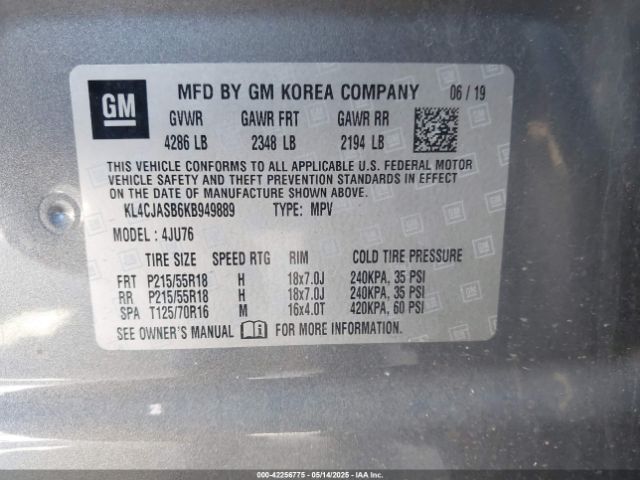 GM
MFD BY GM KOREA COMPANY 06/19
GVWR GAWR FRT GAWR RR
4286 LB 2348 LB 2194 LB
THIS VEHICLE CONFORMS TO ALL APPLICABLE U.S. FEDERAL MOTOR
VEHICLE SAFETY AND THEFT PREVENTION STANDARDS IN EFFECT
ON THE DATE OF MANUFACTURE SHOWN ABOVE.
KL4CJASB6KB949889 TYPE: MPV
MODEL: 4JU76
TIRE SIZE SPEED RTG RIM COLD TIRE PRESSURE
FRT P215/55R18 H 18x7.0J 240KPA, 35 PSI
RR P215/55R18 H 18x7.0J 240KPA, 35 PSI
SPA T125/70R16 M 16x4.0T 420KPA, 60 PSI
SEE OWNER'S MANUAL FOR MORE INFORMATION.
000-42256775 - 05/14/2025 - IAAI, Inc.